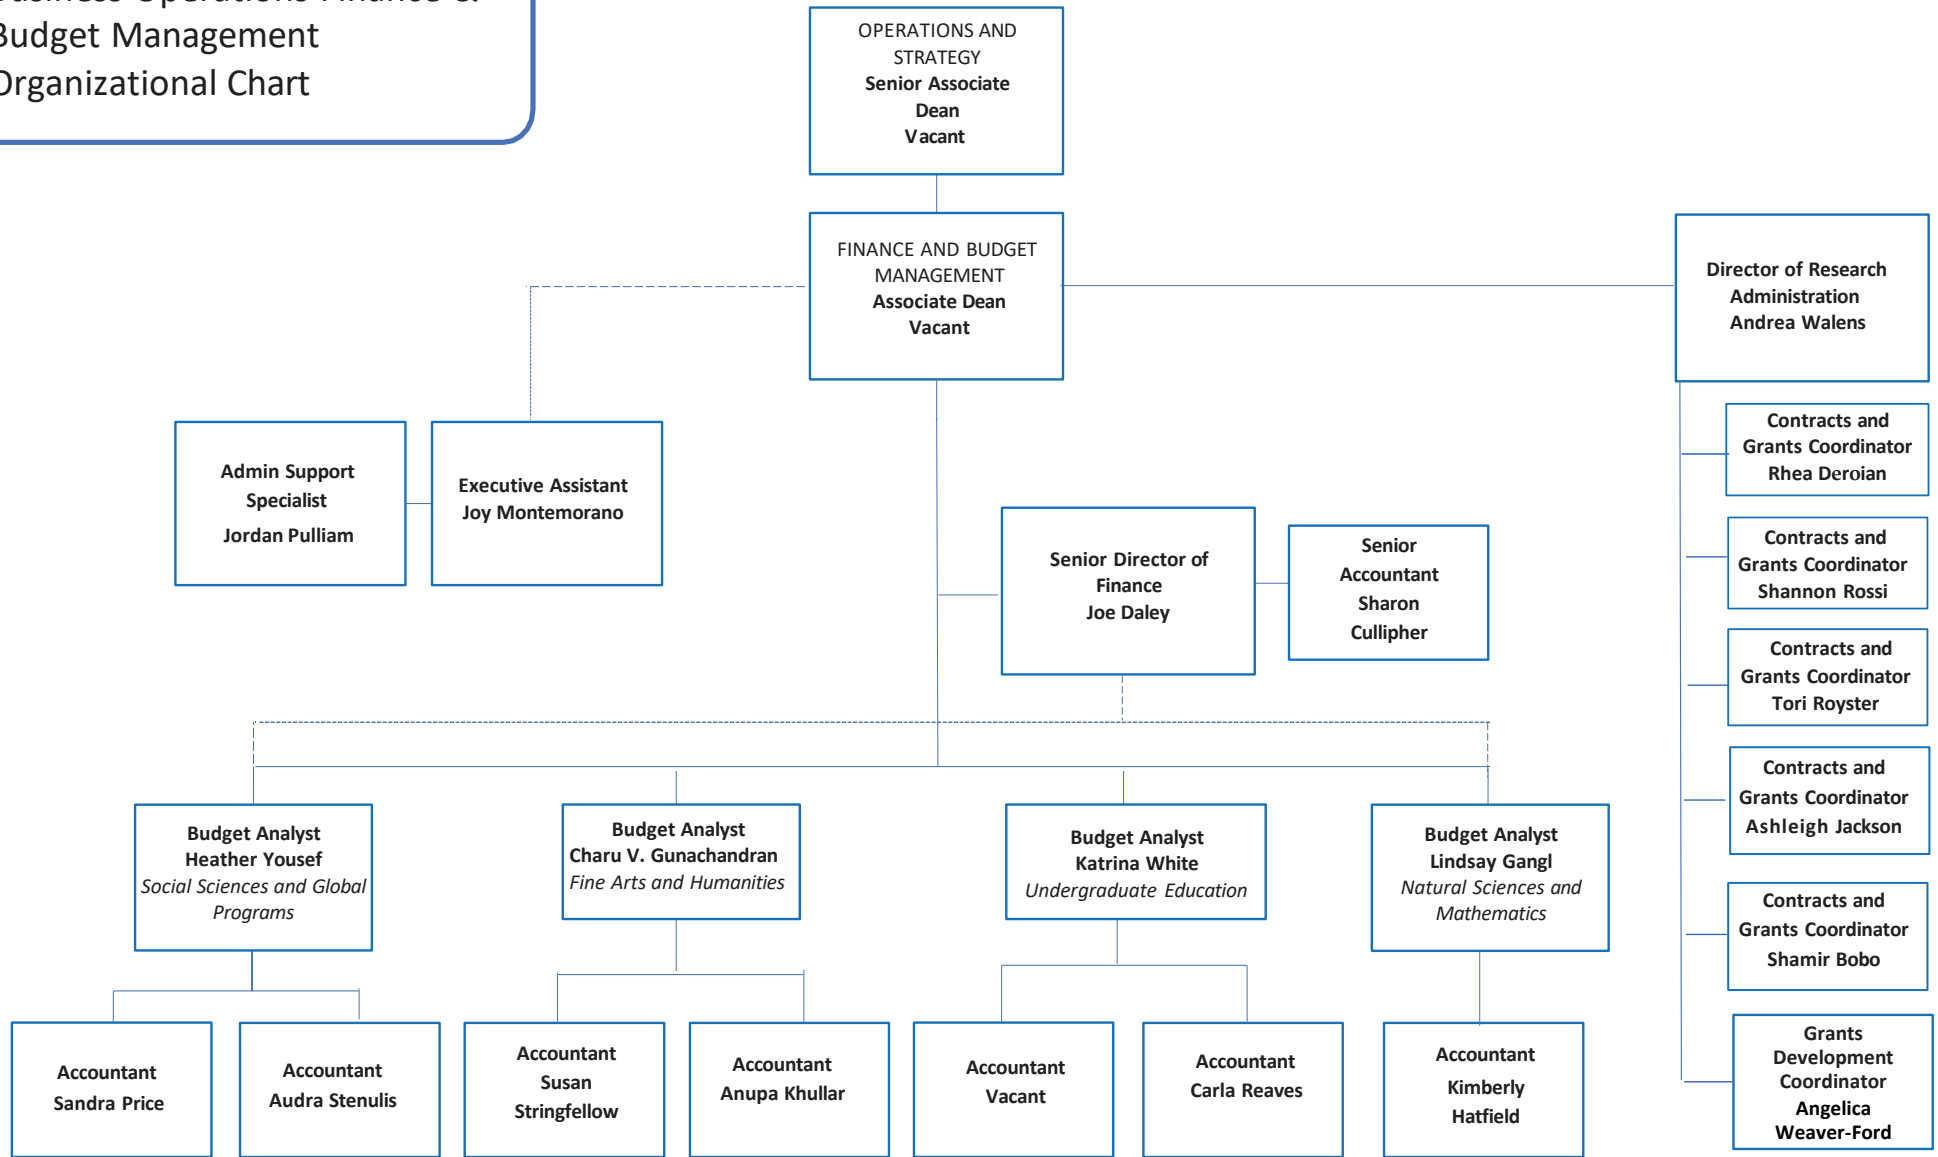 Budget Management
Organizational Chart
OPERATIONS AND
STRATEGY
Senior Associate
Dean
Vacant
FINANCE AND BUDGET
MANAGEMENT
Associate Dean
Vacant
Director of Research
Administration
Andrea Walens
Admin Support
Specialist
Jordan Pulliam
Executive Assistant
Joy Montemorano
Senior Director of
Finance
Joe Daley
Senior
Accountant
Sharon
Cullipher
Contracts and
Grants Coordinator
Rhea Deroian
Contracts and
Grants Coordinator
Shannon Rossi
Contracts and
Grants Coordinator
Tori Royster
Contracts and
Grants Coordinator
Ashleigh Jackson
Contracts and
Grants Coordinator
Shamir Bobo
Grants
Development
Coordinator
Angelica
Weaver-Ford
Budget Analyst
Heather Yousef
Social Sciences and Global
Programs
Budget Analyst
Charu V. Gunachandran
Fine Arts and Humanities
Budget Analyst
Katrina White
Undergraduate Education
Budget Analyst
Lindsay Gangl
Natural Sciences and
Mathematics
Accountant
Sandra Price
Accountant
Audra Stenulis
Accountant
Susan
Stringfellow
Accountant
Anupa Khullar
Accountant
Vacant
Accountant
Carla Reaves
Accountant
Kimberly
Hatfield